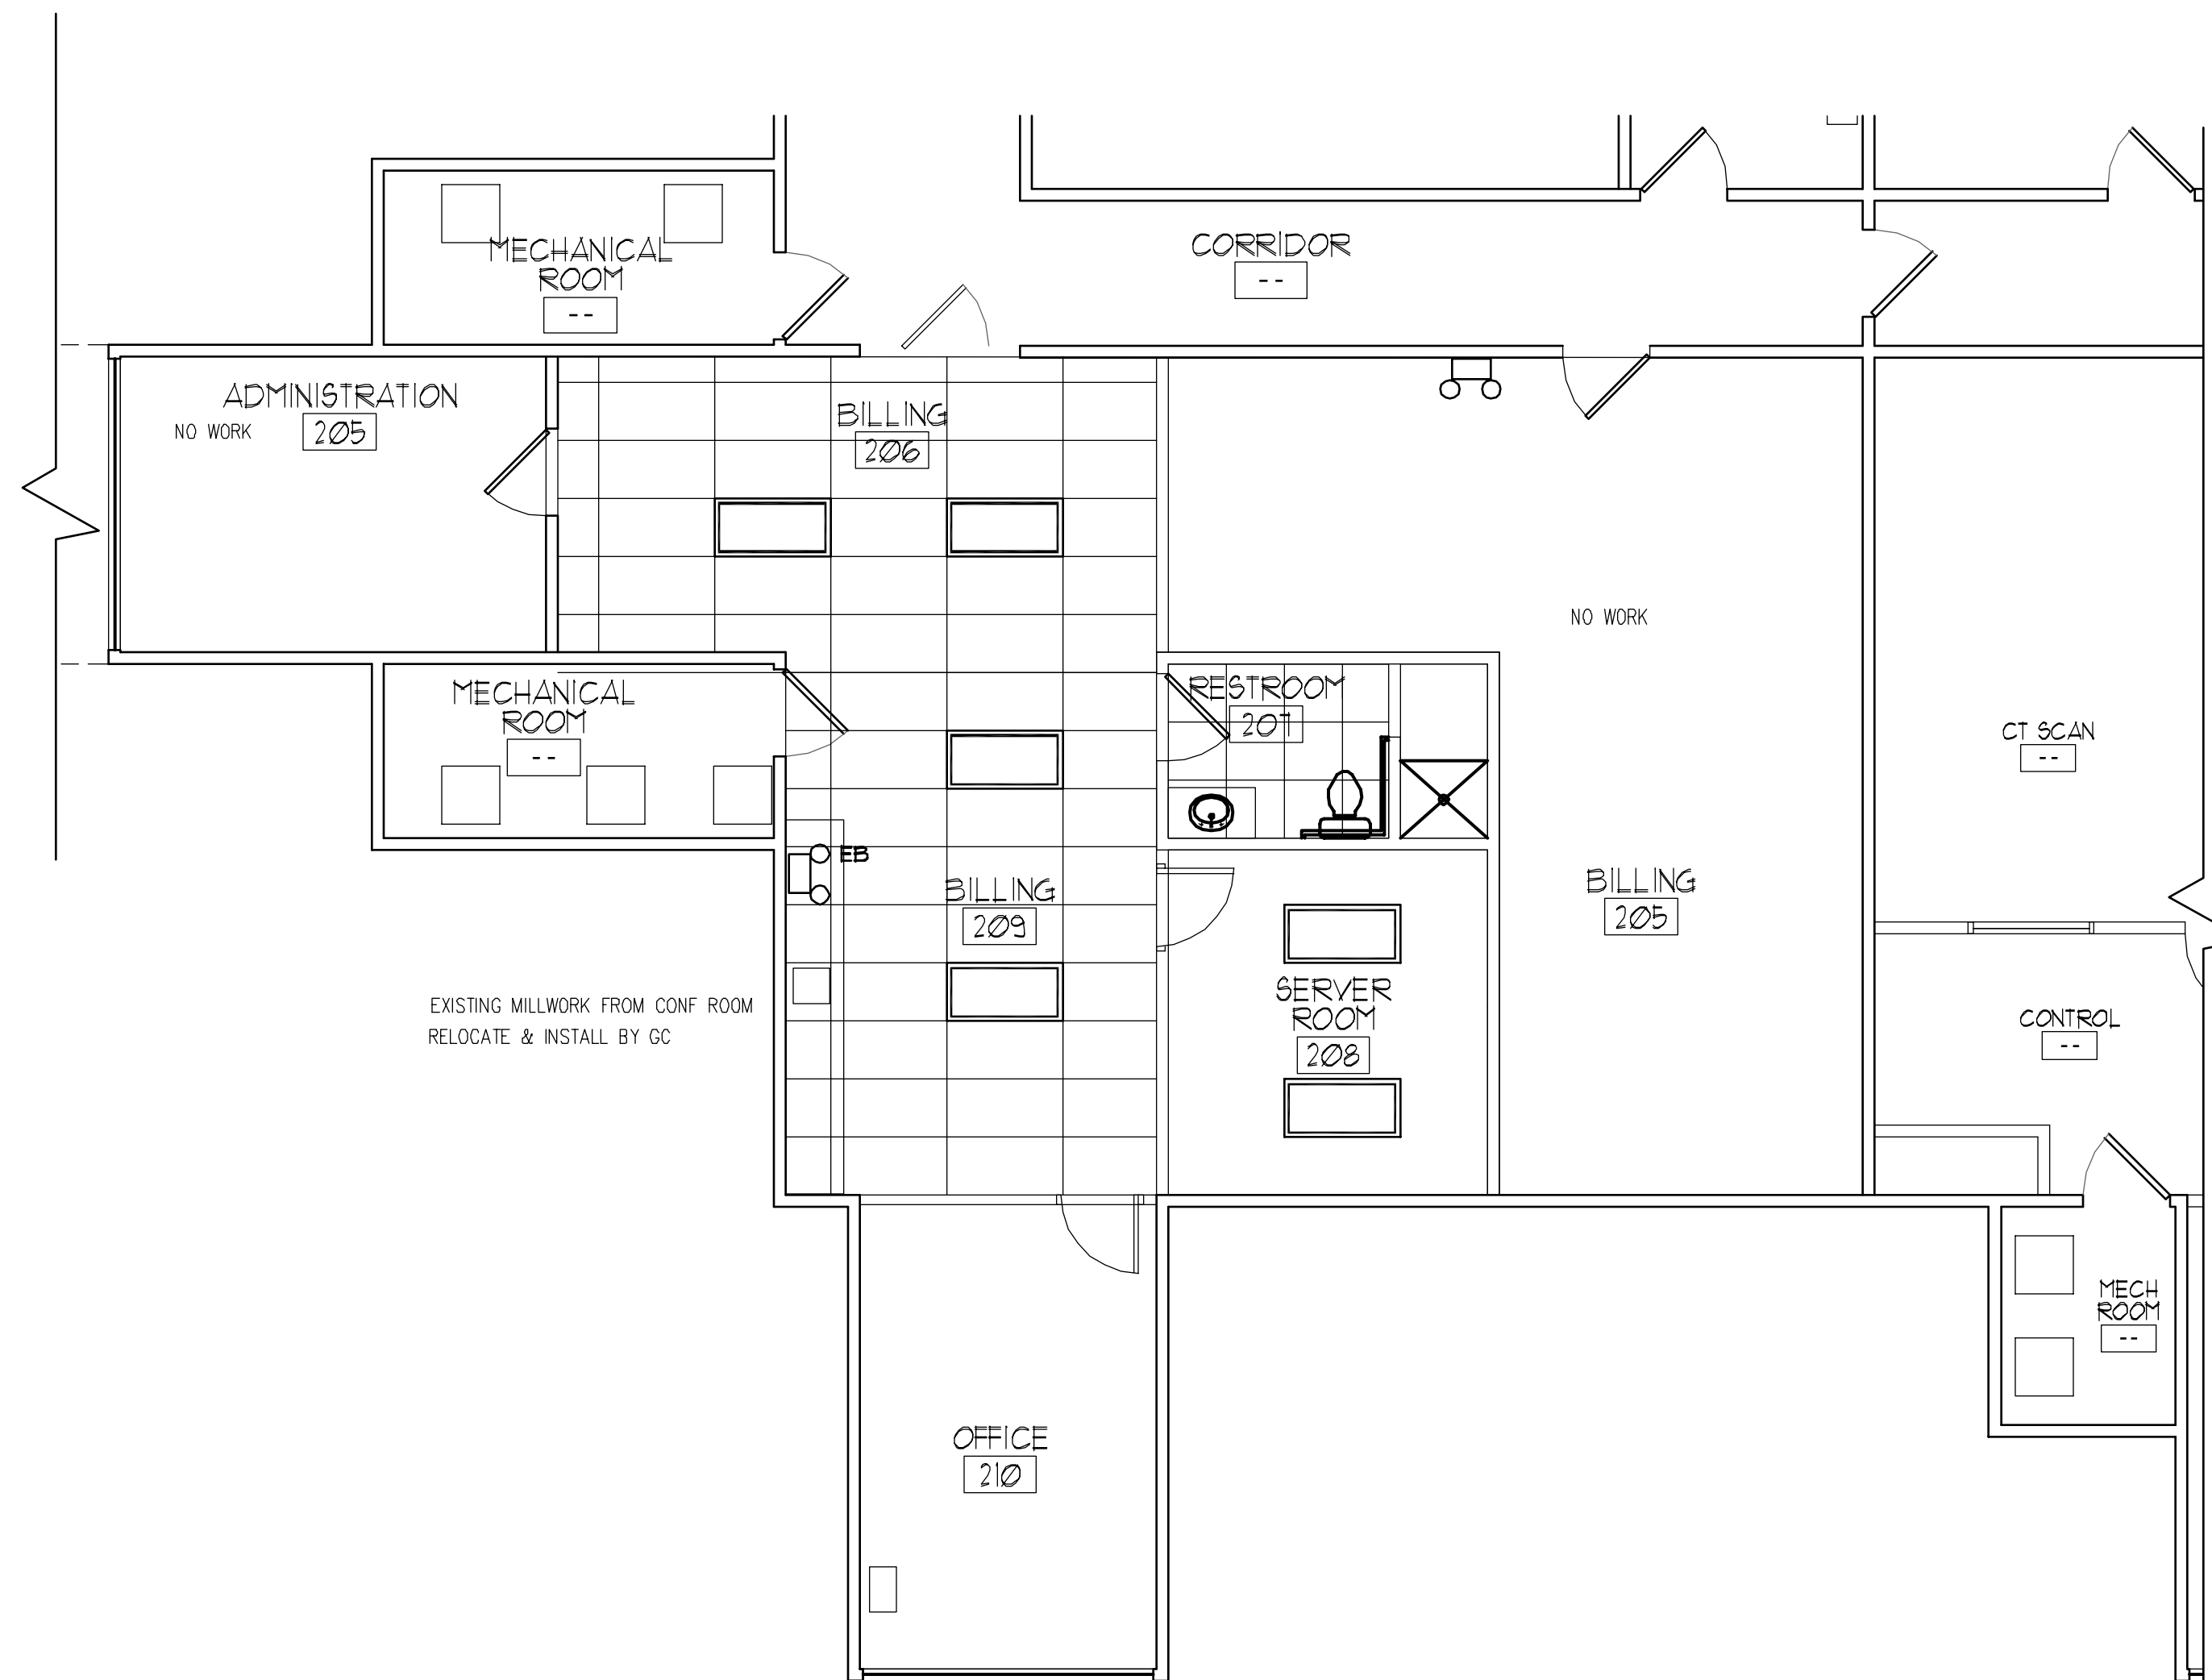 MECHANICAL
ROOM
--
CORRIDOR
--
ADMINISTRATION
NO WORK
205
BILLING
206
NO WORK
MECHANICAL
ROOM
--
RESTROOM
207
CT SCAN
--
EB
BILLING
209
BILLING
205
EXISTING MILLWORK FROM CONF ROOM
RELOCATE & INSTALL BY GC
SERVER
ROOM
208
CONTROL
--
MECH
ROOM
--
OFFICE
210